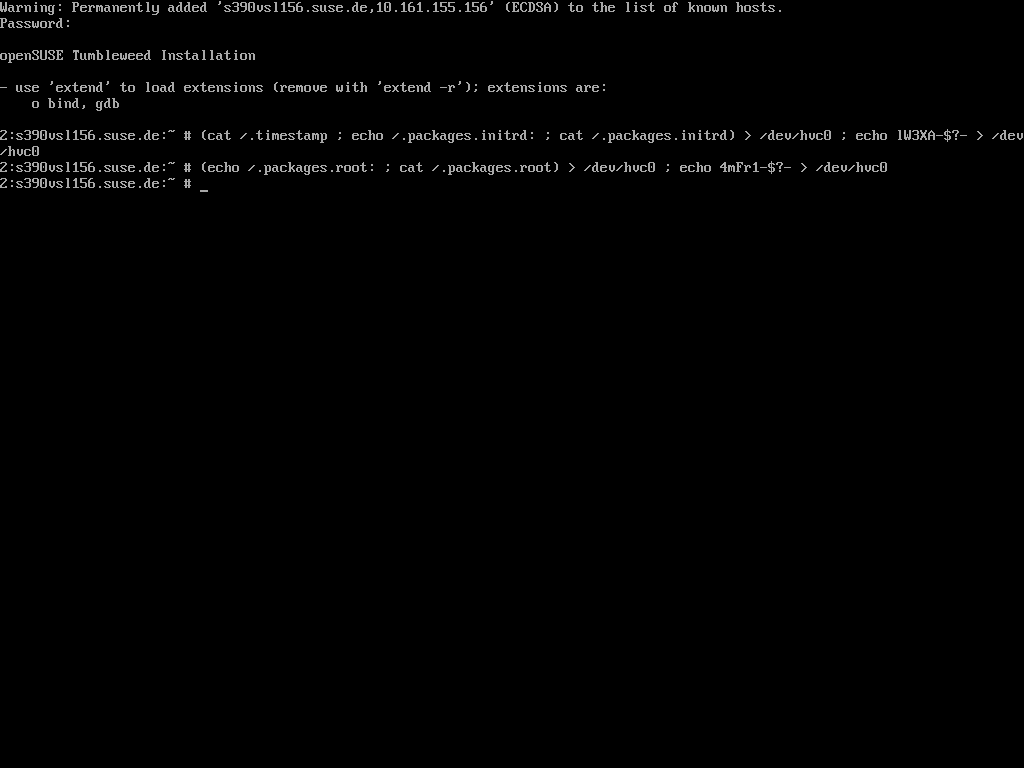 Warning: Permanently added 's390vsl156.suse.de,10.161.155.156' (ECDSA) to the list of known hosts.
Password:
openSUSE Tumbleweed Installation
- use 'extend' to load extensions (remove with 'extend -r'); extensions are:
o bind, gdb
2:s390vsl156.suse.de:~ # (cat /.timestamp ; echo /.packages.initrd: ; cat /.packages.initrd) > /dev/hvc0 ; echo lW3XA-$?- > /dev
/hvc0
2:s390vsl156.suse.de:~ # (echo /.packages.root: ; cat /.packages.root) > /dev/hvc0 ; echo 4mFr1-$?- > /dev/hvc0
2:s390vsl156.suse.de:~ # _